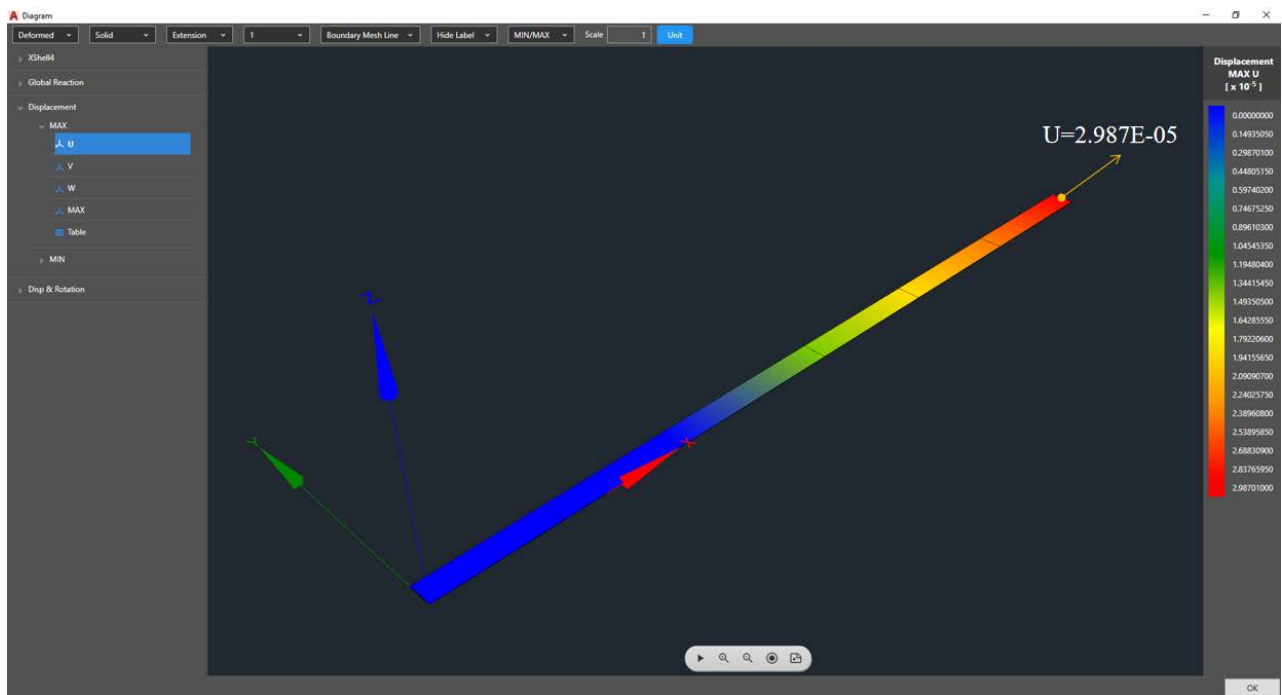 Diagram
Deformed Solid Extension 1 Boundary Mesh Line Hide Label MIN/MAX Scale 1 Unit
XShell4
Global Reaction
Displacement
MAX
U
V
W
MAX
Table
MIN
Disp & Rotation
U=2.987E-05
Z
Y
X
Displacement
MAX U
[ x 10⁻⁵ ]
0.00000000
0.14935050
0.29870100
0.44805150
0.59740200
0.74675250
0.89610300
1.04545350
1.19480400
1.34415450
1.49350500
1.64285550
1.79220600
1.94155650
2.09090700
2.24025750
2.38960800
2.53895850
2.68830900
2.83765950
2.98701000
OK